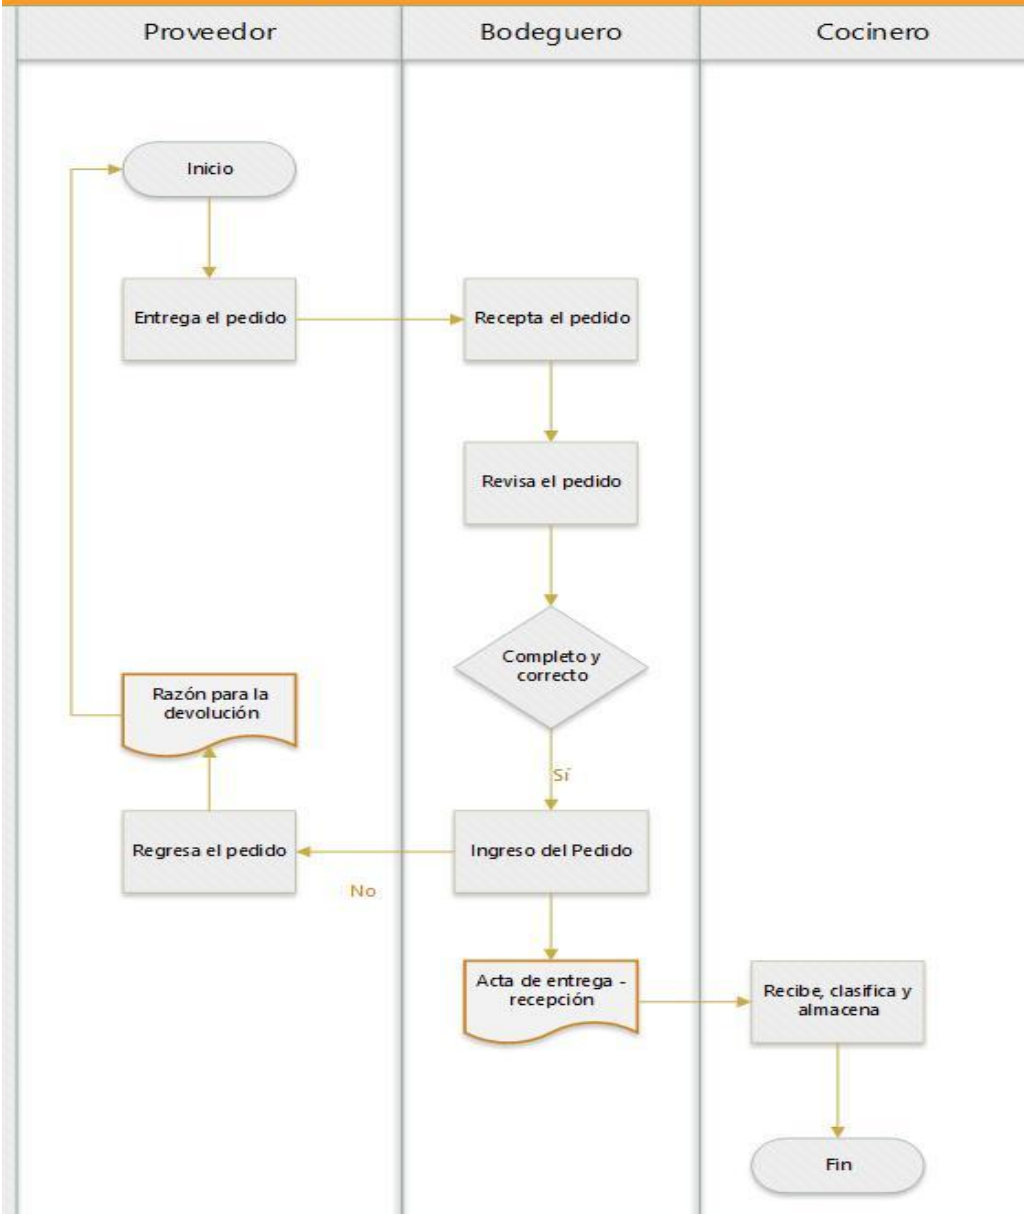 Proveedor
Bodeguero
Cocinero
Inicio
Entrega el pedido
Recepta el pedido
Revisa el pedido
Completo y
correcto
Razón para la
devolución
Sí
Regresa el pedido
Ingreso del Pedido
No
Acta de entrega -
recepción
Recibe, clasifica y
almacena
Fin